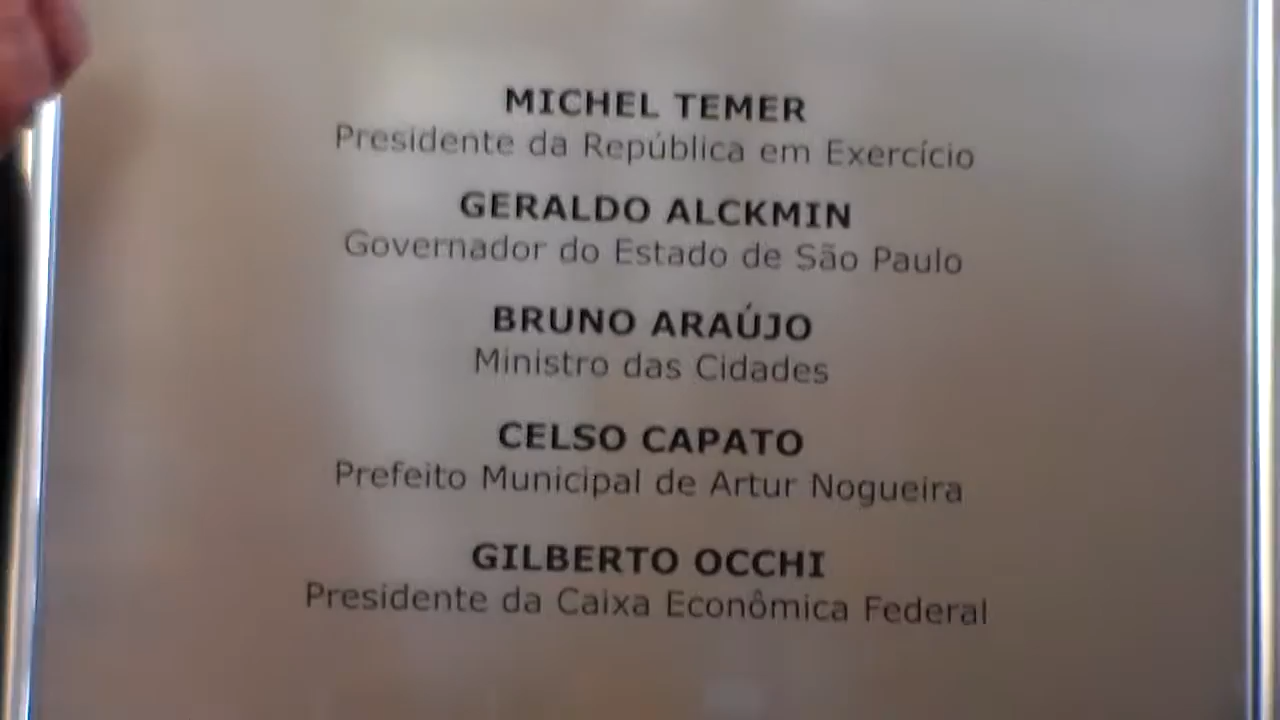 MICHEL TEMER
Presidente da República em Exercício
GERALDO ALCKMIN
Governador do Estado de São Paulo
BRUNO ARAÚJO
Ministro das Cidades
CELSO CAPATO
Prefeito Municipal de Artur Nogueira
GILBERTO OCCHI
Presidente da Caixa Econômica Federal